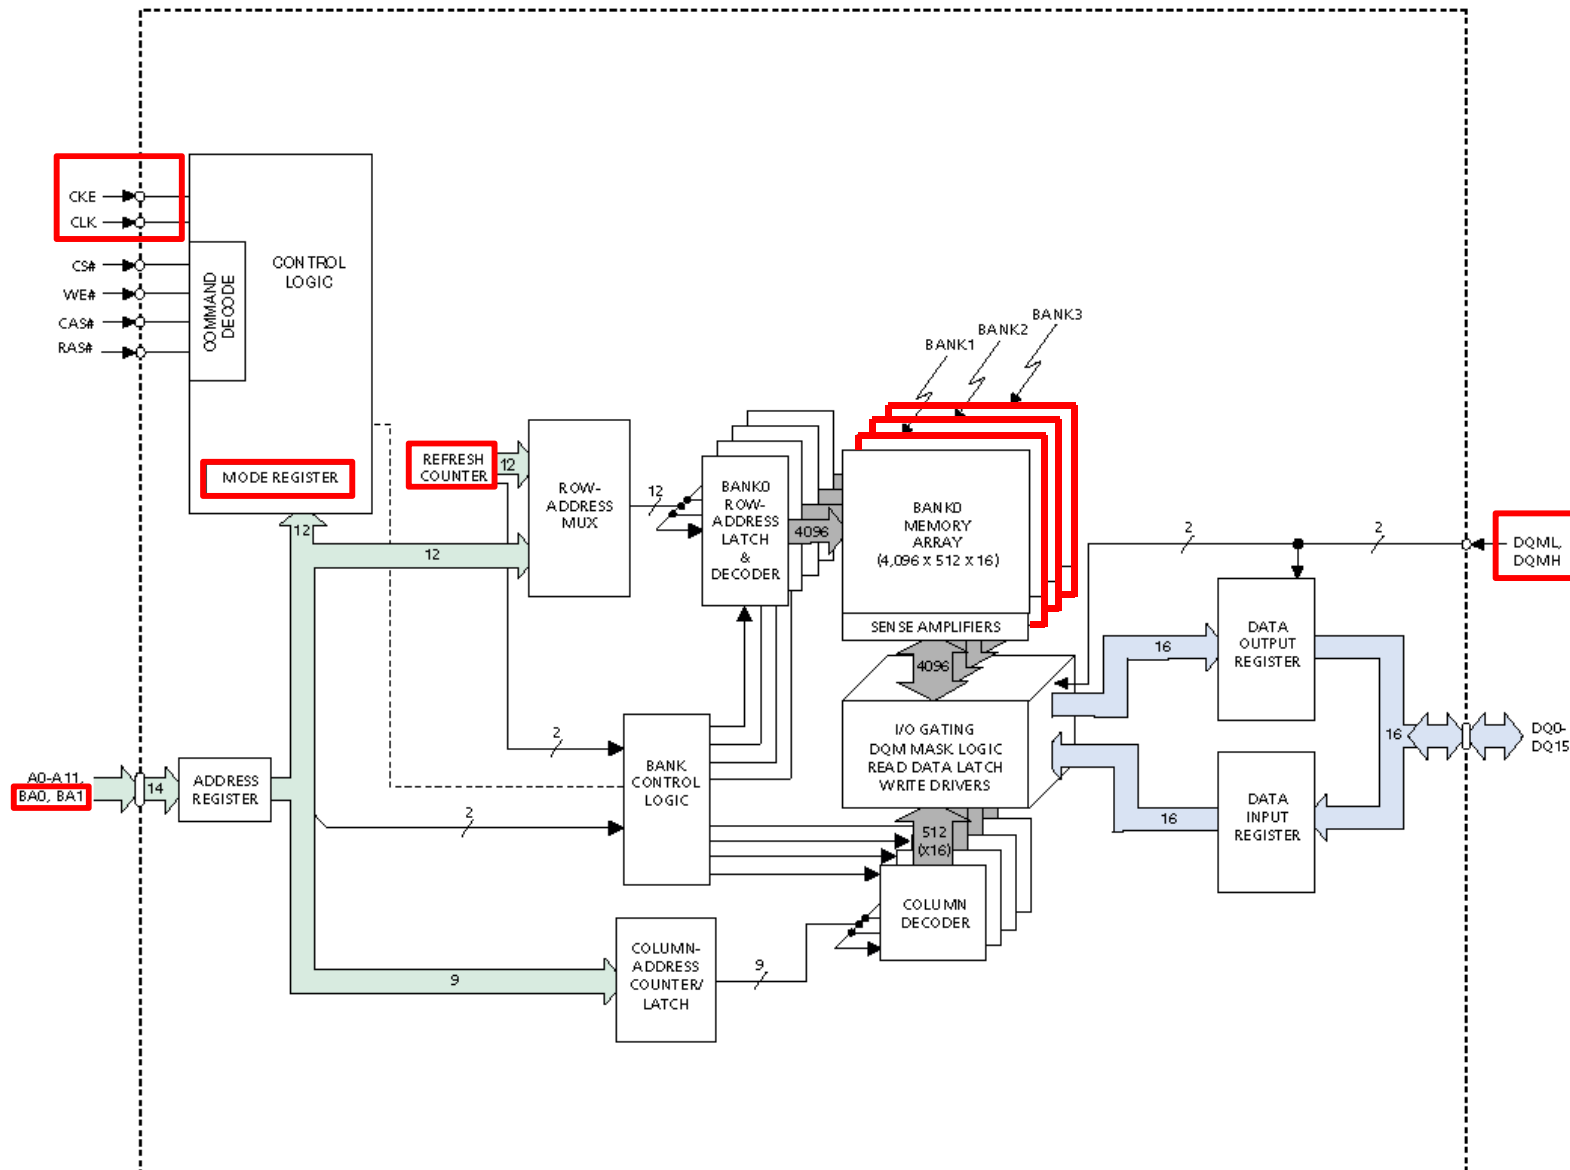 CKE
CLK
CS#
WE#
CAS#
RAS#
COMMAND
DECODE
CONTROL
LOGIC
MODE REGISTER
12
REFRESH
COUNTER
12
12
ROW-
ADDRESS
MUX
12
BANK0
ROW-
ADDRESS
LATCH
&
DECODER
4096
BANK1
BANK2
BANK3
BANK0
MEMORY
ARRAY
(4,096 x 512 x 16)
SENSE AMPLIFIERS
4096
I/O GATING
DQM MASK LOGIC
READ DATA LATCH
WRITE DRIVERS
2
2
DQML,
DQMH
16
DATA
OUTPUT
REGISTER
16
DQ0-
DQ15
16
DATA
INPUT
REGISTER
A0-A11,
BA0, BA1
14
ADDRESS
REGISTER
2
2
BANK
CONTROL
LOGIC
512
(x16)
COLUMN
DECODER
9
COLUMN-
ADDRESS
COUNTER/
LATCH
9